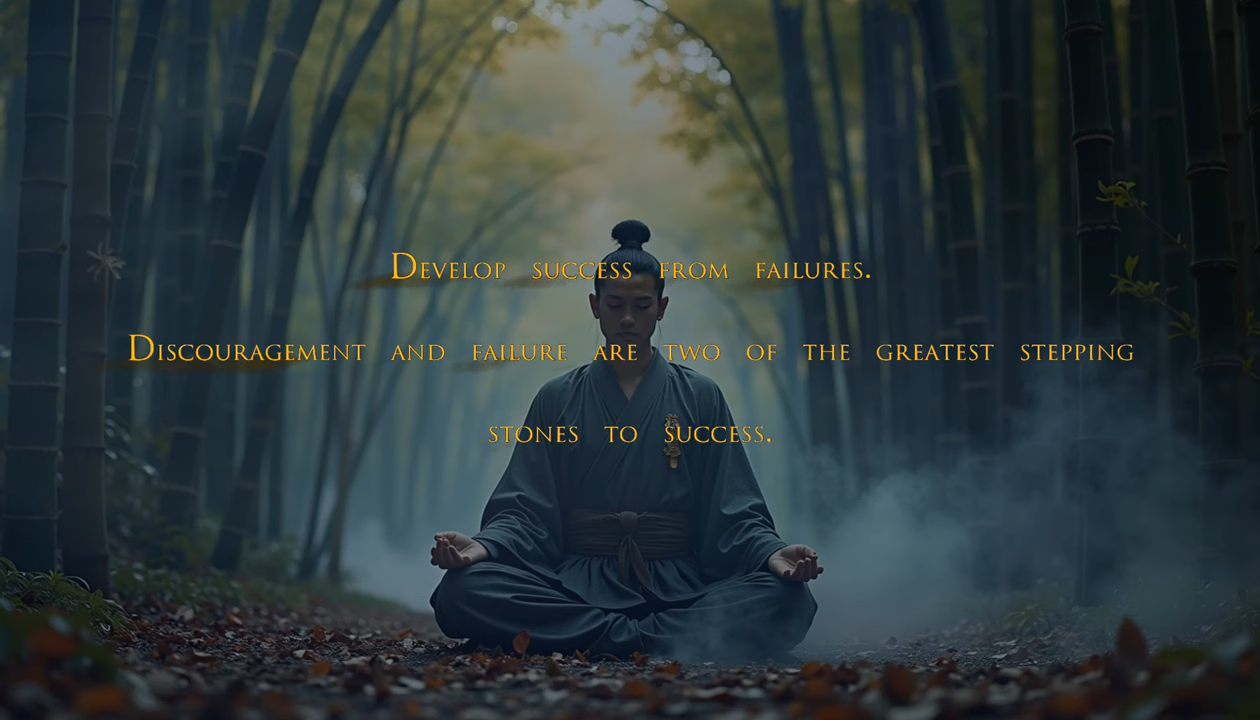 Develop success from failures.
Discouragement and failure are two of the greatest stepping
stones to success.